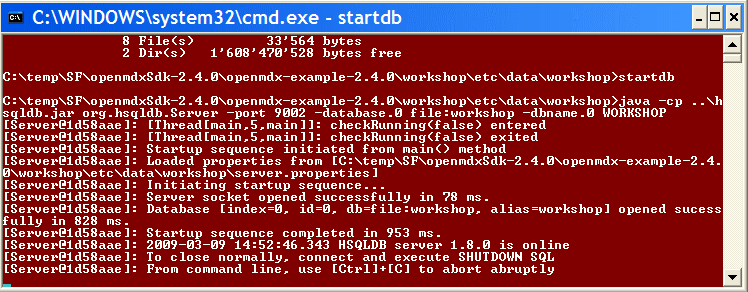 C:\WINDOWS\system32\cmd.exe - startdb
8 File(s) 33'564 bytes
2 Dir(s) 1'608'470'528 bytes free
C:\temp\SF\openmdxSdk-2.4.0\openmdx-example-2.4.0\workshop\etc\data\workshop>startdb
C:\temp\SF\openmdxSdk-2.4.0\openmdx-example-2.4.0\workshop\etc\data\workshop>java -cp ..\h
sqldb.jar org.hsqldb.Server -port 9002 -database.0 file:workshop -dbname.0 WORKSHOP
[Server@1d58aae]: [Thread[main,5,main]]: checkRunning(false) entered
[Server@1d58aae]: [Thread[main,5,main]]: checkRunning(false) exited
[Server@1d58aae]: Startup sequence initiated from main() method
[Server@1d58aae]: Loaded properties from [C:\temp\SF\openmdxSdk-2.4.0\openmdx-example-2.4.
0\workshop\etc\data\workshop\server.properties]
[Server@1d58aae]: Initiating startup sequence...
[Server@1d58aae]: Server socket opened successfully in 78 ms.
[Server@1d58aae]: Database [index=0, id=0, db=file:workshop, alias=workshop] opened sucess
fully in 828 ms.
[Server@1d58aae]: Startup sequence completed in 953 ms.
[Server@1d58aae]: 2009-03-09 14:52:46.343 HSQLDB server 1.8.0 is online
[Server@1d58aae]: To close normally, connect and execute SHUTDOWN SQL
[Server@1d58aae]: From command line, use [Ctrl]+[C] to abort abruptly